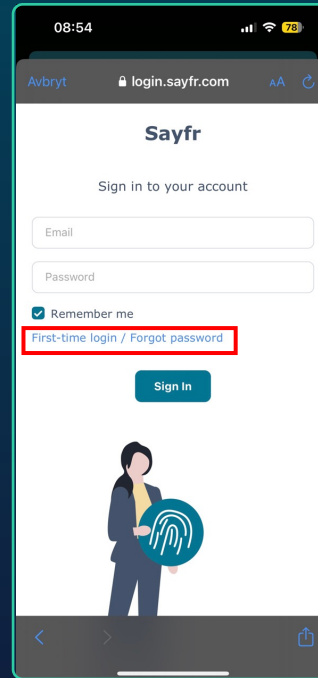 08:54
78
Avbryt
login.sayfr.com
AA
Sayfr
Sign in to your account
Email
Password
Remember me
First-time login / Forgot password
Sign In